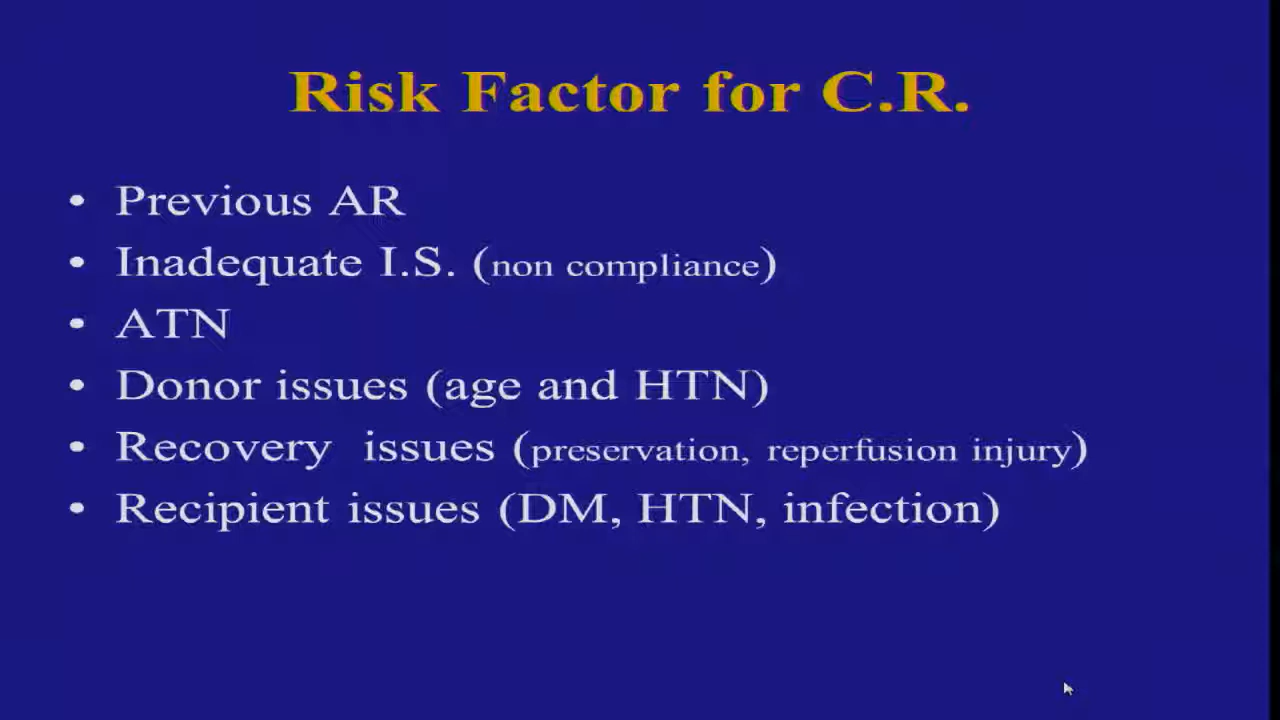 Risk Factor for C.R.
• Previous AR
• Inadequate I.S. (non compliance)
• ATN
• Donor issues (age and HTN)
• Recovery issues (preservation, reperfusion injury)
• Recipient issues (DM, HTN, infection)